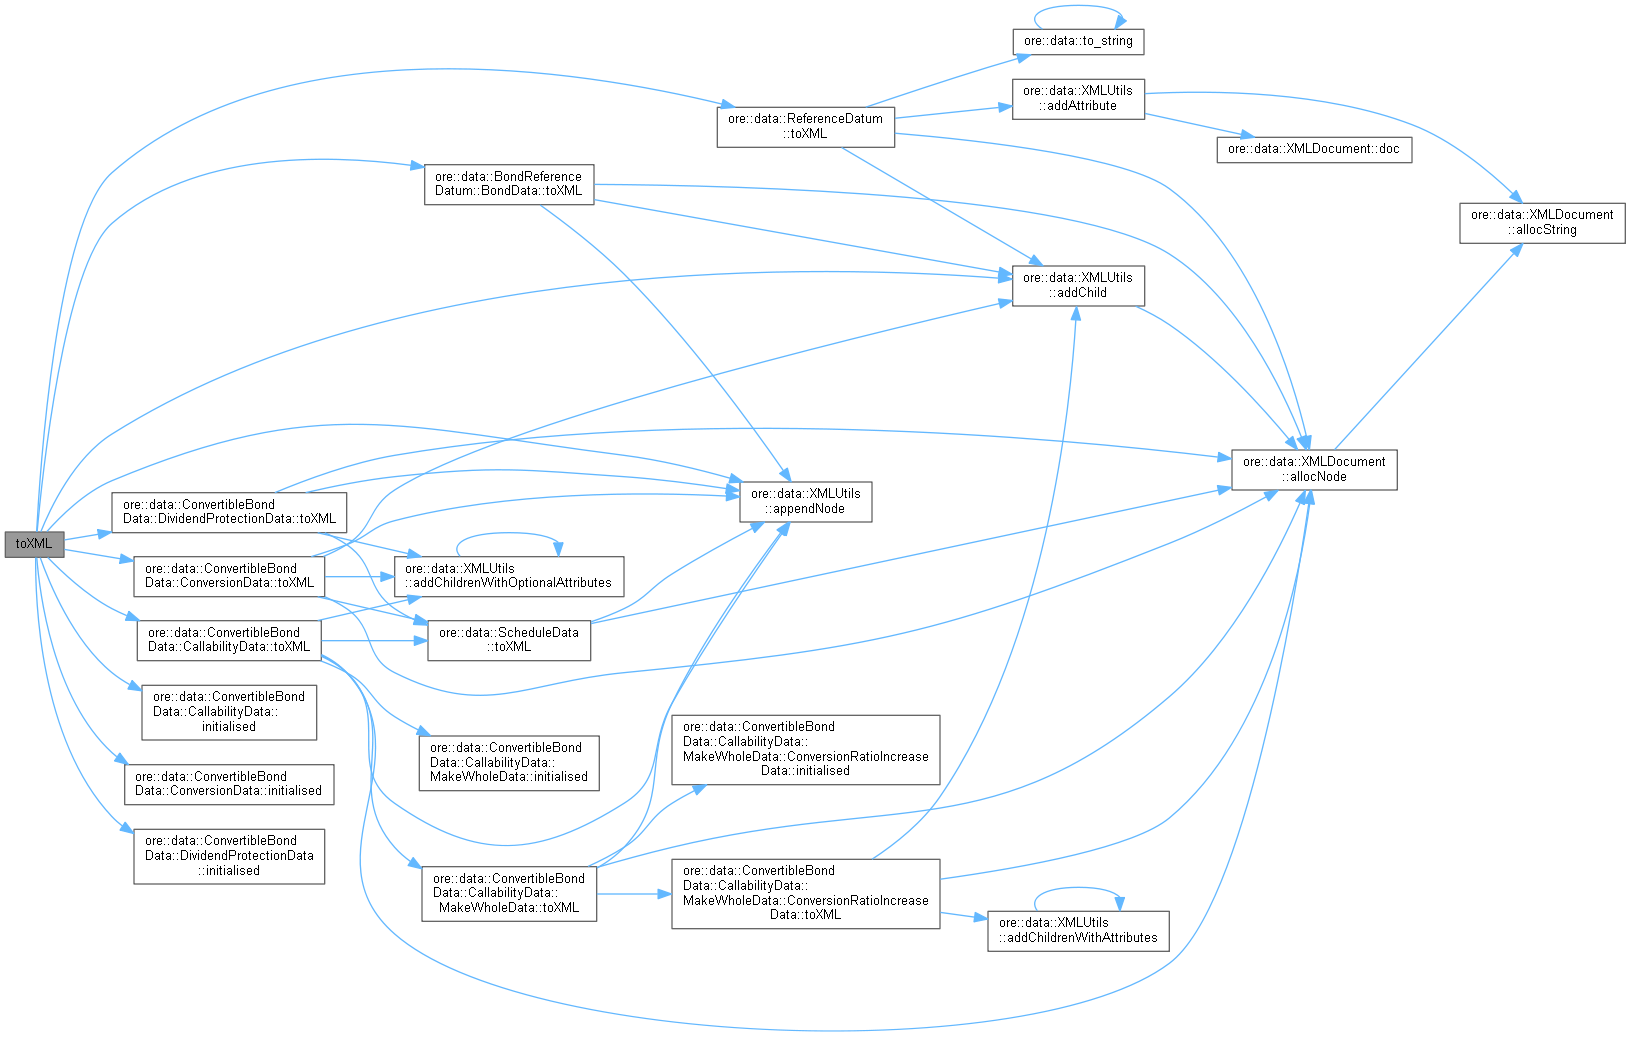 toXML
ore::data::ReferenceDatum
::toXML
ore::data::to_string
ore::data::XMLUtils
::addAttribute
ore::data::XMLDocument::doc
ore::data::XMLDocument
::allocString
ore::data::BondReference
Datum::BondData::toXML
ore::data::XMLUtils
::addChild
ore::data::XMLDocument
::allocNode
ore::data::XMLUtils
::appendNode
ore::data::ConvertibleBond
Data::DividendProtectionData::toXML
ore::data::ConvertibleBond
Data::ConversionData::toXML
ore::data::XMLUtils
::addChildrenWithOptionalAttributes
ore::data::ConvertibleBond
Data::CallabilityData::toXML
ore::data::ScheduleData
::toXML
ore::data::ConvertibleBond
Data::CallabilityData::
initialised
ore::data::ConvertibleBond
Data::CallabilityData::
MakeWholeData::initialised
ore::data::ConvertibleBond
Data::CallabilityData::
MakeWholeData::ConversionRatioIncrease
Data::initialised
ore::data::ConvertibleBond
Data::ConversionData::initialised
ore::data::ConvertibleBond
Data::DividendProtectionData
::initialised
ore::data::ConvertibleBond
Data::CallabilityData::
MakeWholeData::toXML
ore::data::ConvertibleBond
Data::CallabilityData::
MakeWholeData::ConversionRatioIncrease
Data::toXML
ore::data::XMLUtils
::addChildrenWithAttributes